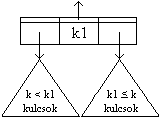 k1
k < k1
kulcsok
k1 ≤ k
kulcsok